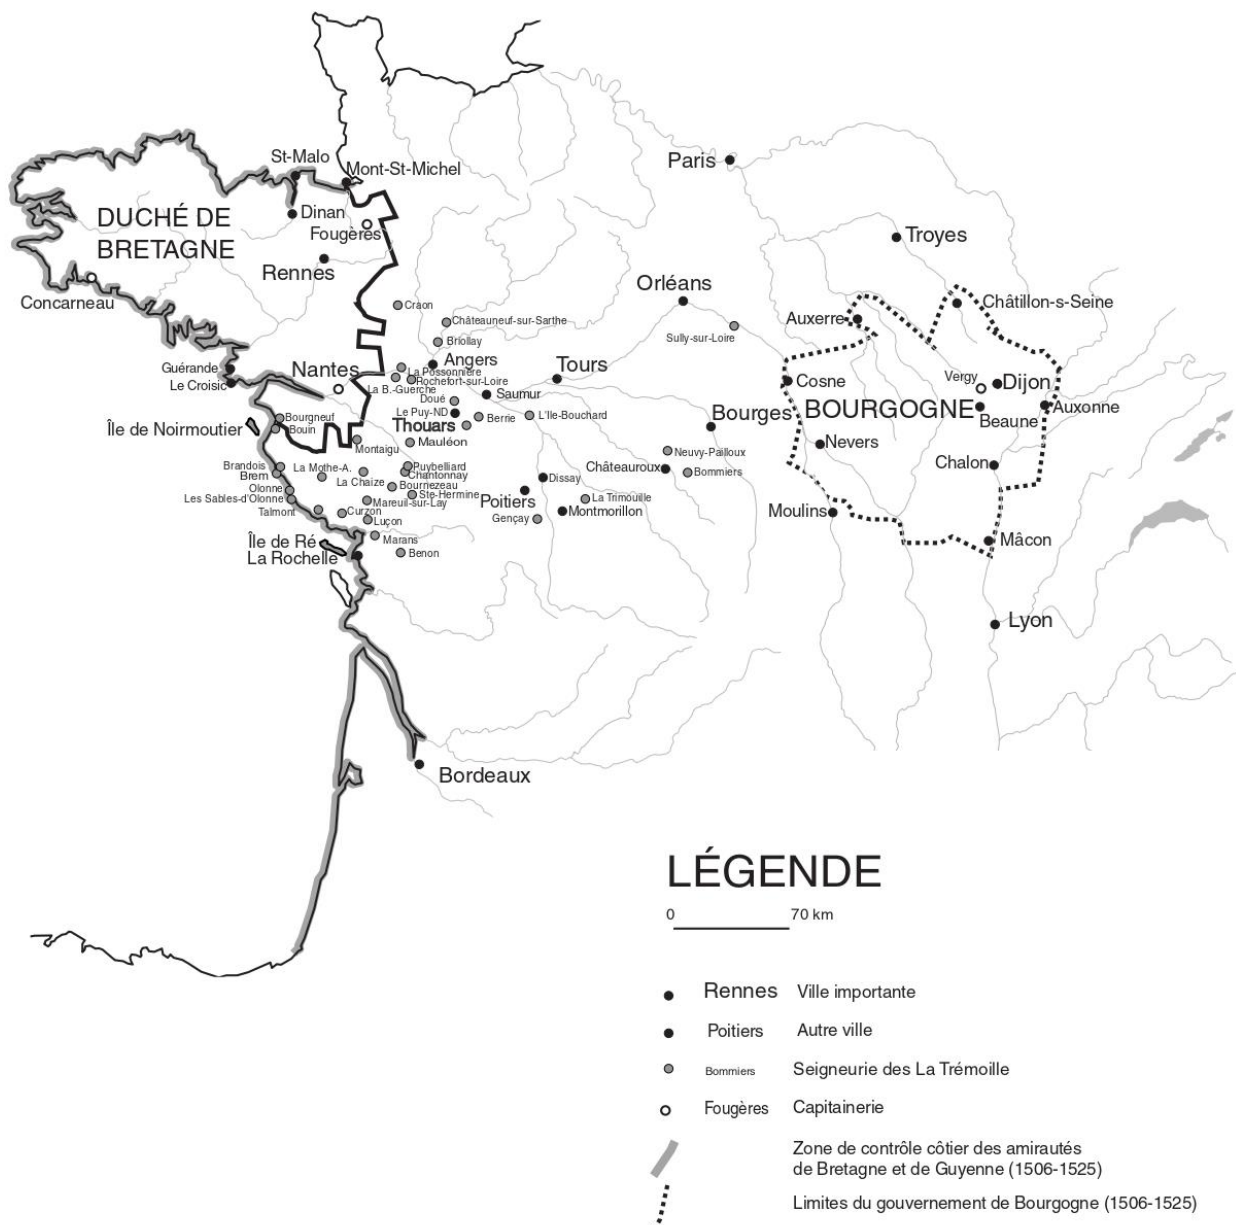 St-Malo
Mont-St-Michel
Paris
DUCHÉ DE
BRETAGNE
Dinan
Fougères
Troyes
Rennes
Orléans
Concarneau
Craon
Châtillon-s-Seine
Châteauneuf-sur-Sarthe
Auxerre
Sully-sur-Loire
Briollay
Guérande
Nantes
Angers
Tours
La Possonnière
Vergy
Le Croisic
La B.-Guerche
Rochefort-sur-Loire
Cosne
Dijon
Saumur
Doué
Bourges
BOURGOGNE
Auxonne
Le Puy-ND
Bourgneuf
Berrie
L'Ile-Bouchard
Beaune
Île de Noirmoutier
Bouin
Thouars
Montaigu
Mauléon
Nevers
Neuvy-Pailloux
Brandois
La Mothe-A.
Puybelliard
Châteauroux
Chalon
Brem
La Chaize
Chantonnay
Bommiers
Dissay
Olonne
Bourriezeau
Ste-Hermine
Les Sables-d'Olonne
Poitiers
La Trimouille
Mareuil-sur-Lay
Talmont
Curzon
Montmorillon
Moulins
Luçon
Gençay
Île de Ré
Marans
Mâcon
La Rochelle
Benon
Lyon
Bordeaux
LÉGENDE
0 70 km
Rennes Ville importante
Poitiers Autre ville
Bommiers Seigneurie des La Trémoille
Fougères Capitainerie
Zone de contrôle côtier des amirautés
de Bretagne et de Guyenne (1506-1525)
Limites du gouvernement de Bourgogne (1506-1525)